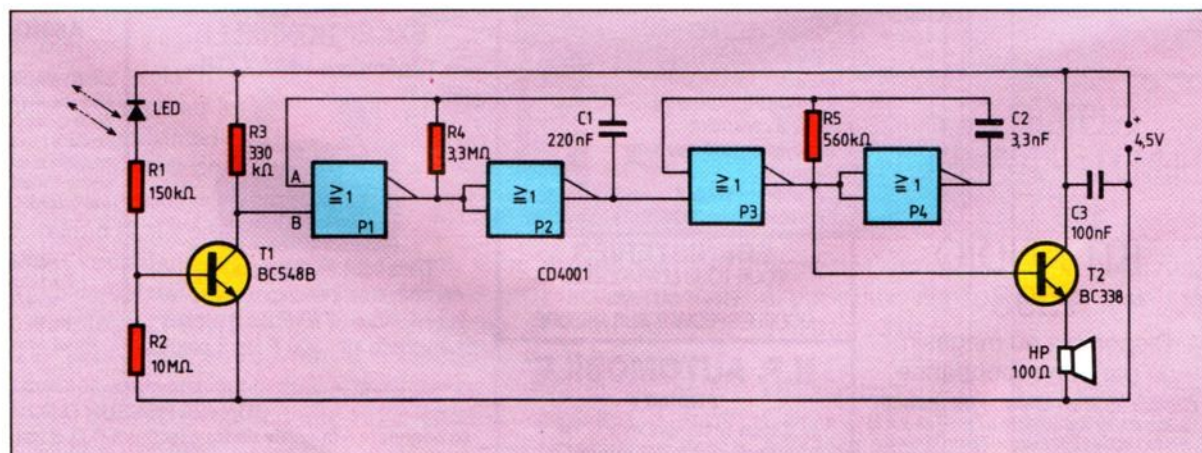 LED
R1
150kΩ
R2
10MΩ
R3
330
kΩ
T1
BC548B
A
B
≧1
P1
R4
3,3MΩ
≧1
P2
C1
220nF
CD4001
≧1
P3
R5
560kΩ
≧1
P4
C2
3,3nF
+
4,5V
−
C3
100nF
T2
BC338
HP
100Ω